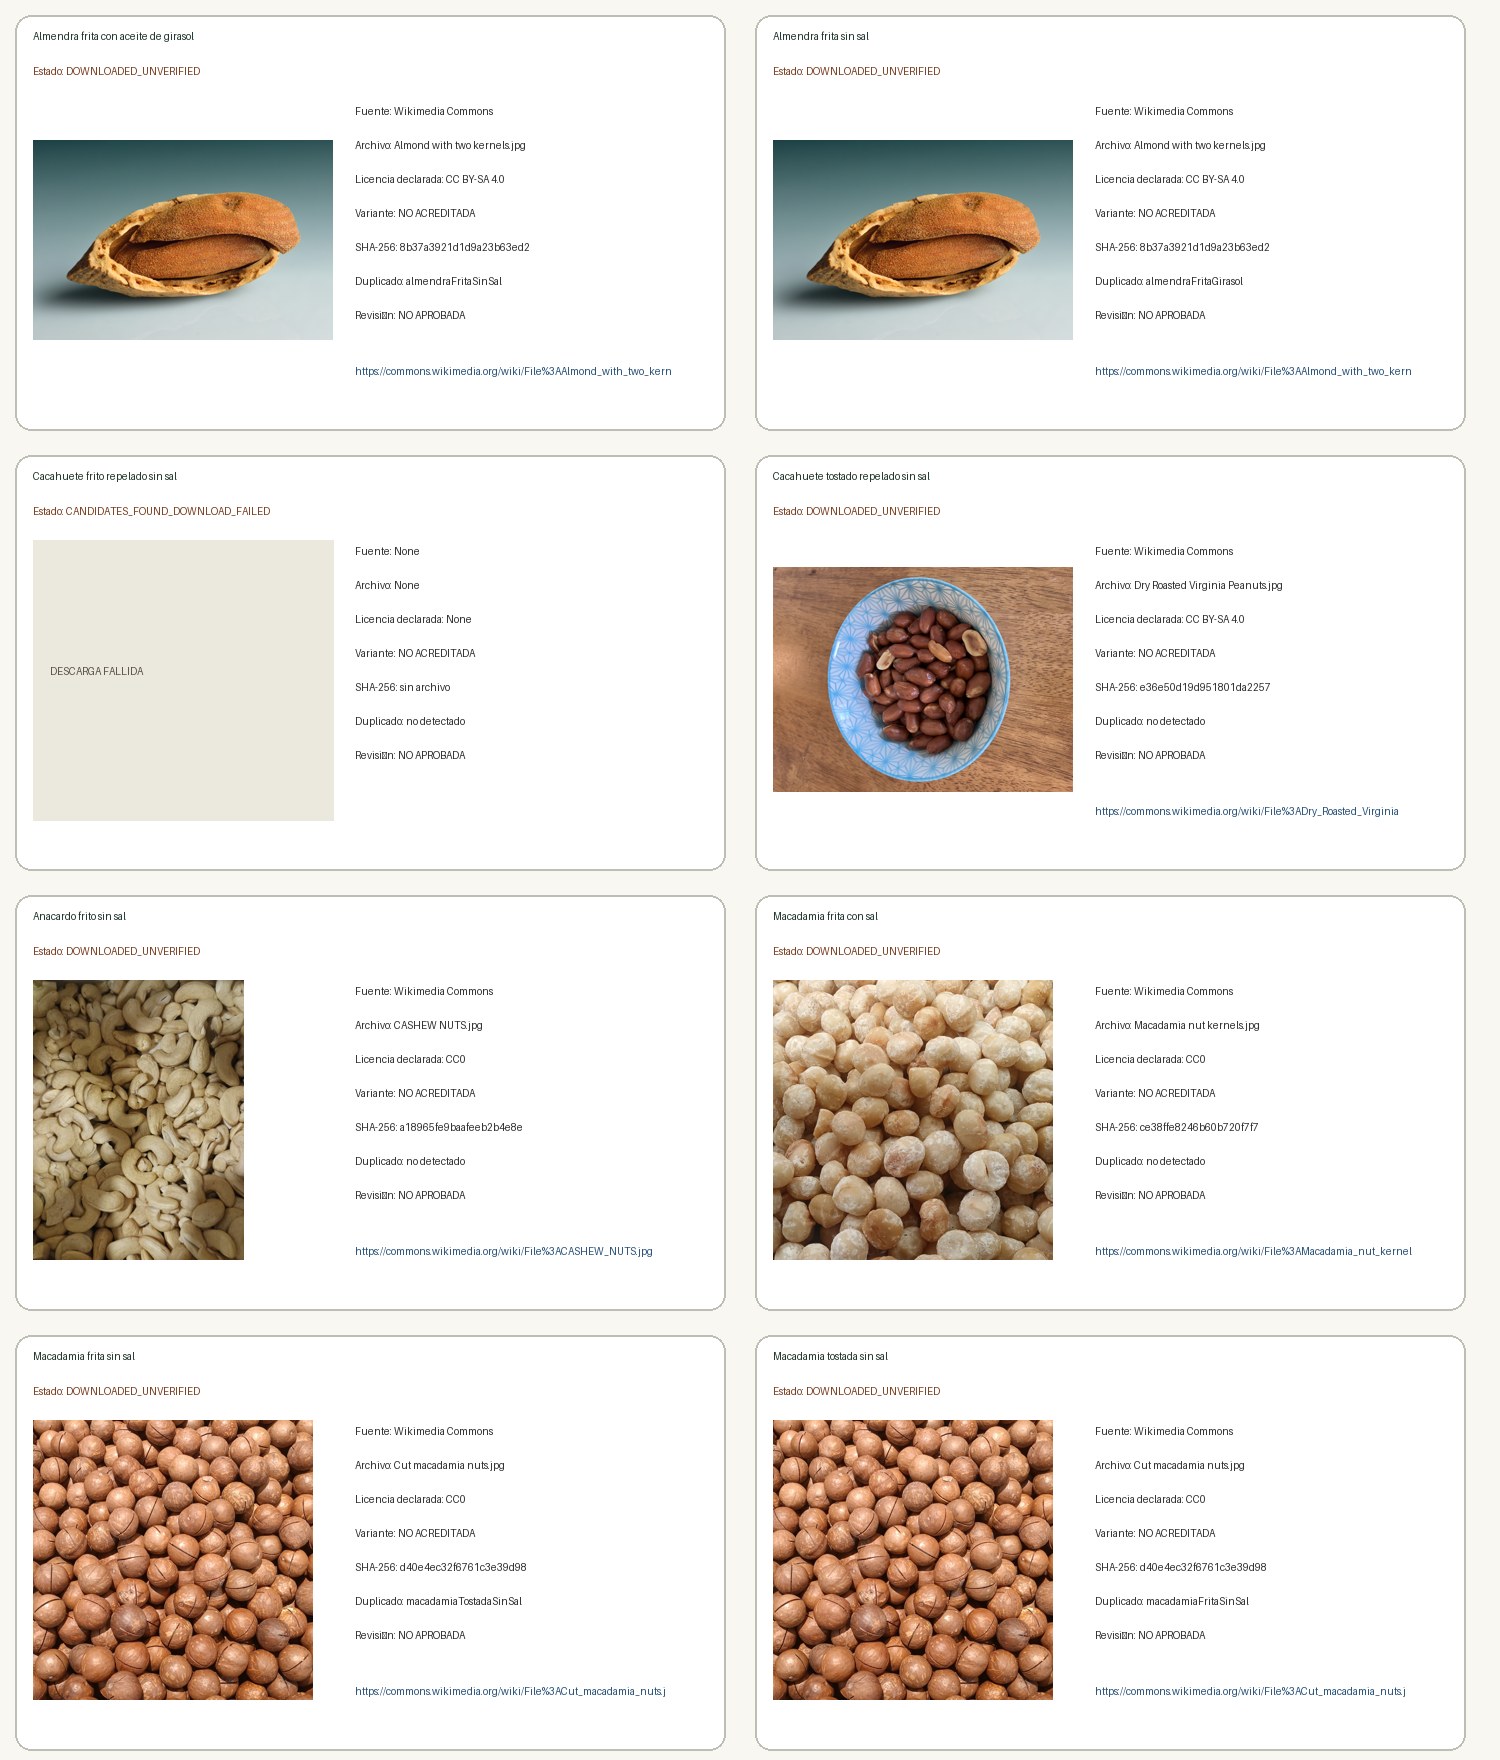 Almendra frita con aceite de girasol
Estado: DOWNLOADED_UNVERIFIED
Fuente: Wikimedia Commons
Archivo: Almond with two kernels.jpg
Licencia declarada: CC BY-SA 4.0
Variante: NO ACREDITADA
SHA-256: 8b37a3921d1d9a23b63ed2
Duplicado: almendraFritaSinSal
Revisi▯n: NO APROBADA
https://commons.wikimedia.org/wiki/File%3AAlmond_with_two_kern
Almendra frita sin sal
Estado: DOWNLOADED_UNVERIFIED
Fuente: Wikimedia Commons
Archivo: Almond with two kernels.jpg
Licencia declarada: CC BY-SA 4.0
Variante: NO ACREDITADA
SHA-256: 8b37a3921d1d9a23b63ed2
Duplicado: almendraFritaGirasol
Revisi▯n: NO APROBADA
https://commons.wikimedia.org/wiki/File%3AAlmond_with_two_kern
Cacahuete frito repelado sin sal
Estado: CANDIDATES_FOUND_DOWNLOAD_FAILED
DESCARGA FALLIDA
Fuente: None
Archivo: None
Licencia declarada: None
Variante: NO ACREDITADA
SHA-256: sin archivo
Duplicado: no detectado
Revisi▯n: NO APROBADA
Cacahuete tostado repelado sin sal
Estado: DOWNLOADED_UNVERIFIED
Fuente: Wikimedia Commons
Archivo: Dry Roasted Virginia Peanuts.jpg
Licencia declarada: CC BY-SA 4.0
Variante: NO ACREDITADA
SHA-256: e36e50d19d951801da2257
Duplicado: no detectado
Revisi▯n: NO APROBADA
https://commons.wikimedia.org/wiki/File%3ADry_Roasted_Virginia
Anacardo frito sin sal
Estado: DOWNLOADED_UNVERIFIED
Fuente: Wikimedia Commons
Archivo: CASHEW NUTS.jpg
Licencia declarada: CC0
Variante: NO ACREDITADA
SHA-256: a18965fe9baafeeb2b4e8e
Duplicado: no detectado
Revisi▯n: NO APROBADA
https://commons.wikimedia.org/wiki/File%3ACASHEW_NUTS.jpg
Macadamia frita con sal
Estado: DOWNLOADED_UNVERIFIED
Fuente: Wikimedia Commons
Archivo: Macadamia nut kernels.jpg
Licencia declarada: CC0
Variante: NO ACREDITADA
SHA-256: ce38ffe8246b60b720f7f7
Duplicado: no detectado
Revisi▯n: NO APROBADA
https://commons.wikimedia.org/wiki/File%3AMacadamia_nut_kernel
Macadamia frita sin sal
Estado: DOWNLOADED_UNVERIFIED
Fuente: Wikimedia Commons
Archivo: Cut macadamia nuts.jpg
Licencia declarada: CC0
Variante: NO ACREDITADA
SHA-256: d40e4ec32f6761c3e39d98
Duplicado: macadamiaTostadaSinSal
Revisi▯n: NO APROBADA
https://commons.wikimedia.org/wiki/File%3ACut_macadamia_nuts.j
Macadamia tostada sin sal
Estado: DOWNLOADED_UNVERIFIED
Fuente: Wikimedia Commons
Archivo: Cut macadamia nuts.jpg
Licencia declarada: CC0
Variante: NO ACREDITADA
SHA-256: d40e4ec32f6761c3e39d98
Duplicado: macadamiaFritaSinSal
Revisi▯n: NO APROBADA
https://commons.wikimedia.org/wiki/File%3ACut_macadamia_nuts.j